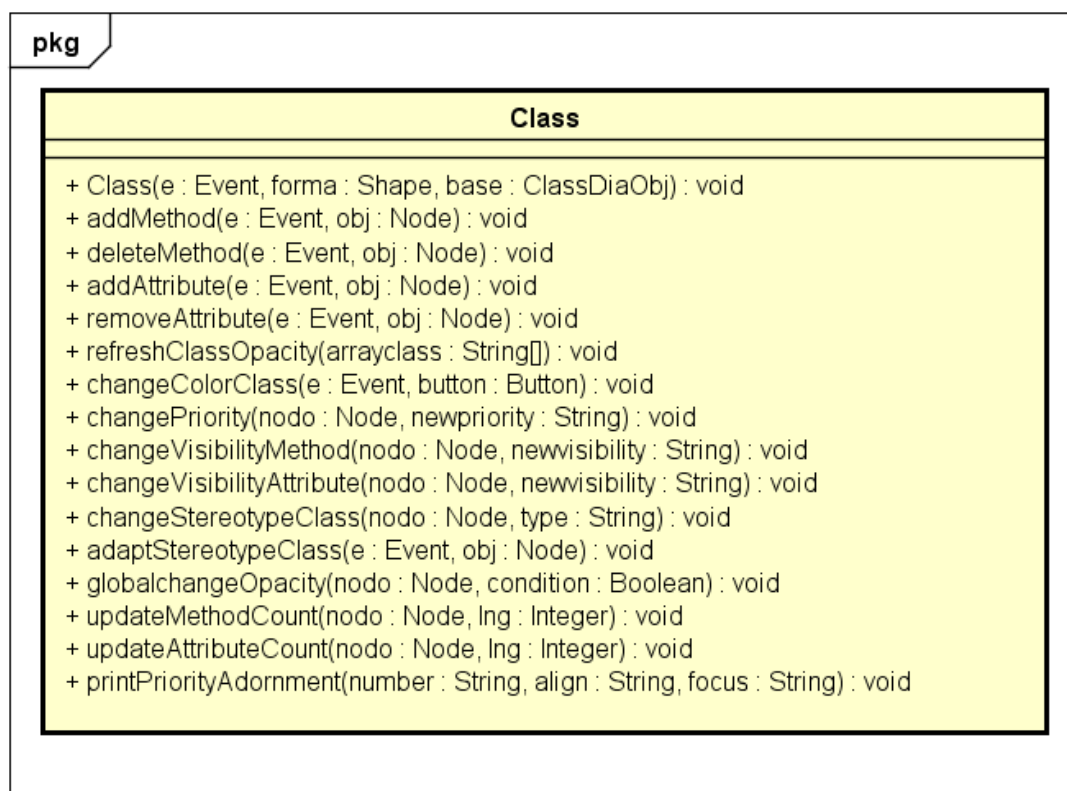 pkg
Class
+ Class(e : Event, forma : Shape, base : ClassDiaObj) : void
+ addMethod(e : Event, obj : Node) : void
+ deleteMethod(e : Event, obj : Node) : void
+ addAttribute(e : Event, obj : Node) : void
+ removeAttribute(e : Event, obj : Node) : void
+ refreshClassOpacity(arrayclass : String[]) : void
+ changeColorClass(e : Event, button : Button) : void
+ changePriority(nodo : Node, newpriority : String) : void
+ changeVisibilityMethod(nodo : Node, newvisibility : String) : void
+ changeVisibilityAttribute(nodo : Node, newvisibility : String) : void
+ changeStereotypeClass(nodo : Node, type : String) : void
+ adaptStereotypeClass(e : Event, obj : Node) : void
+ globalchangeOpacity(nodo : Node, condition : Boolean) : void
+ updateMethodCount(nodo : Node, lng : Integer) : void
+ updateAttributeCount(nodo : Node, lng : Integer) : void
+ printPriorityAdornment(number : String, align : String, focus : String) : void